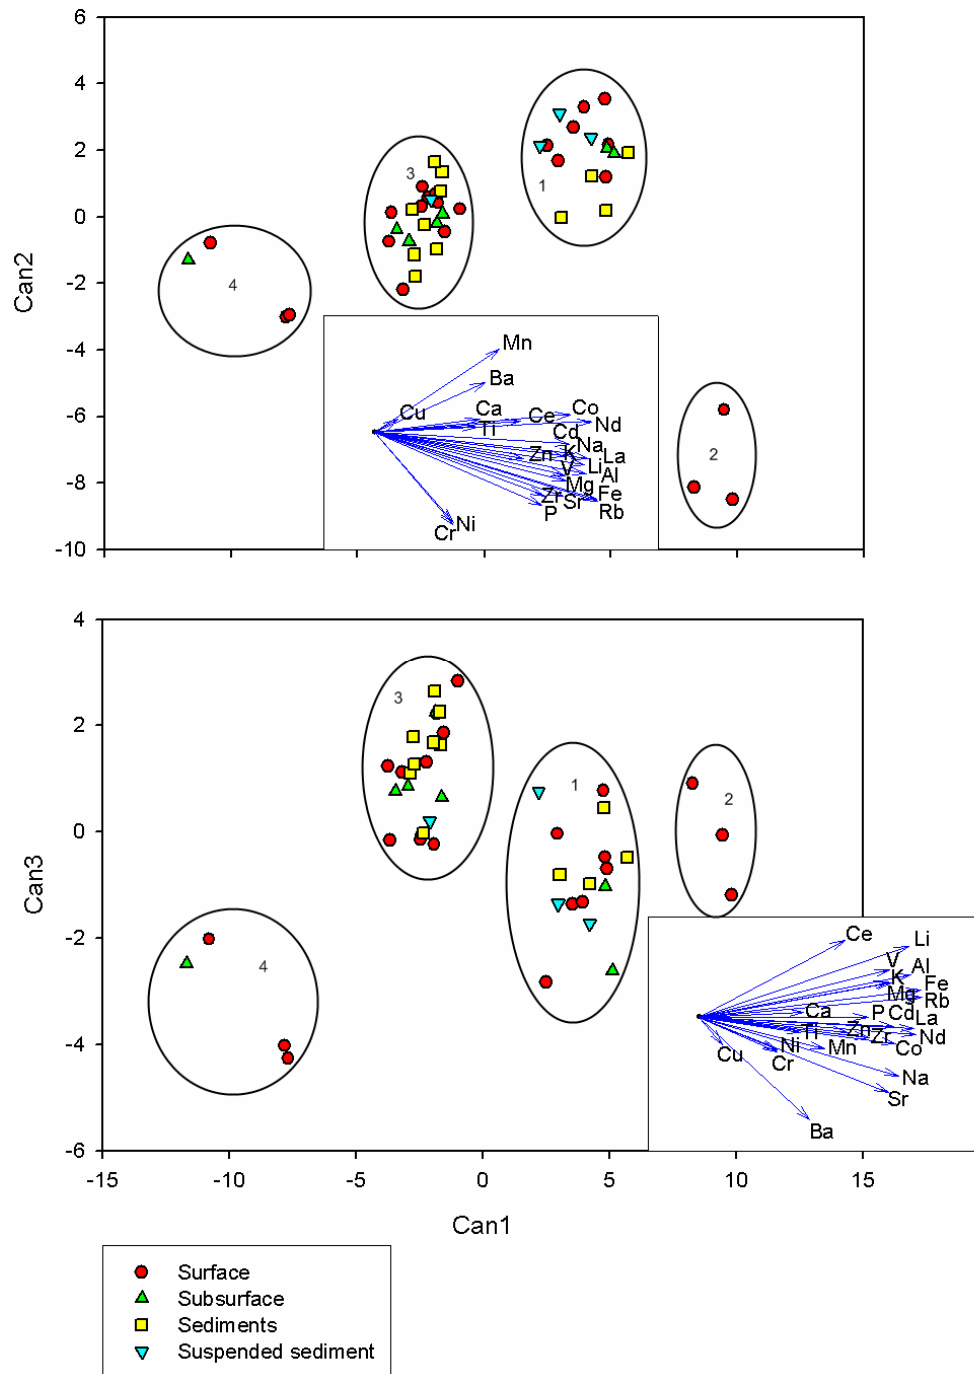 6
4
2
0
-2
-4
-6
-8
-10
Can2
1
3
4
2
Mn
Ba
Cu
Ca
Ce
Co
Ti
Nd
Cd
Na
Zn
K
La
V
Li
Al
Mg
Zr
Sr
Fe
P
Rb
Cr
Ni
4
2
0
-2
-4
-6
Can3
3
1
2
4
Ce
Li
V
Al
K
Fe
Mg
Rb
Ca
P
Cd
La
Ti
Zn
Zr
Nd
Cu
Ni
Mn
Co
Cr
Na
Sr
Ba
-15
-10
-5
0
5
10
15
Can1
Surface
Subsurface
Sediments
Suspended sediment